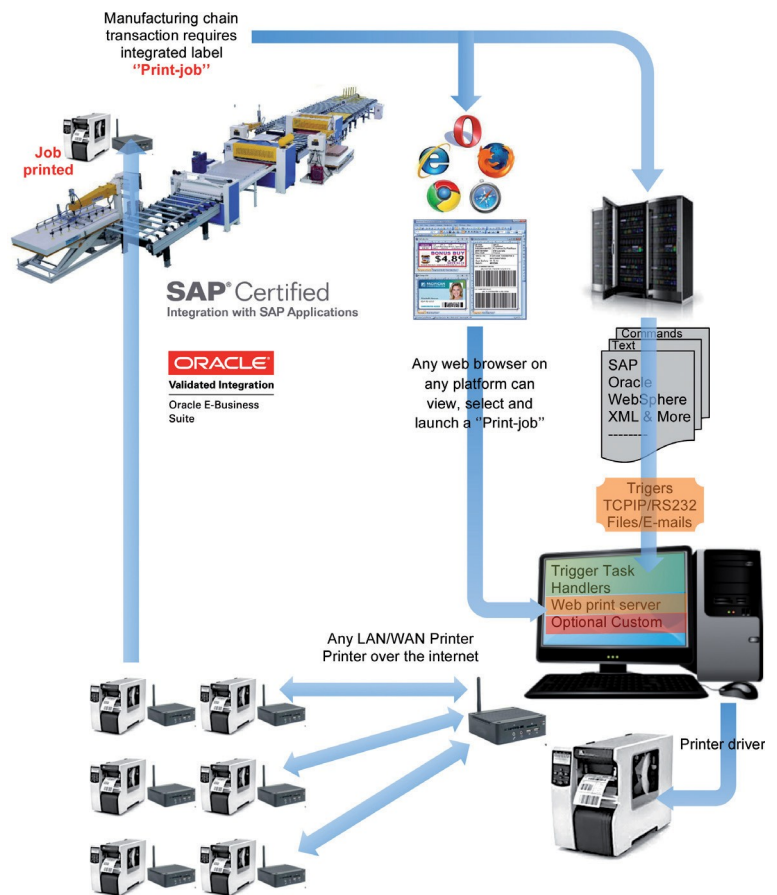 Manufacturing chain
transaction requires
integrated label
‘’Print-job’’
Job
printed
SAP® Certified
Integration with SAP Applications
ORACLE®
Validated Integration
Oracle E-Business
Suite
BONUS BUY
$4.89
Any web browser on
any platform can
view, select and
launch a ‘’Print-job’’
Commands
Text
SAP
Oracle
WebSphere
XML & More
---------
Trigers
TCPIP/RS232
Files/E-mails
Trigger Task
Handlers
Web print server
Optional Custom
Any LAN/WAN Printer
Printer over the internet
Printer driver